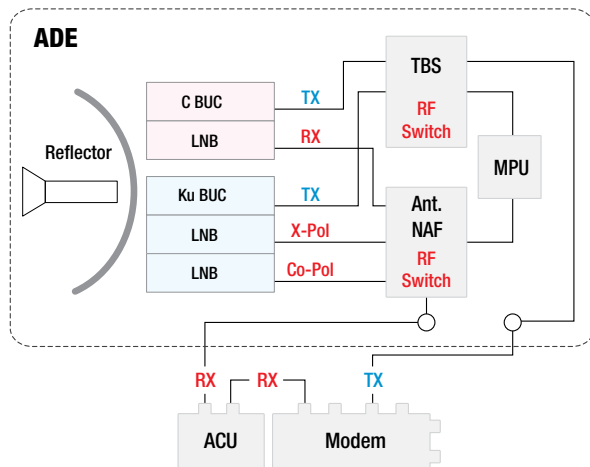 ADE
Reflector
C BUC
TX
LNB
RX
Ku BUC
TX
LNB
X-Pol
LNB
Co-Pol
TBS
RF
Switch
MPU
Ant.
NAF
RF
Switch
RX
RX
TX
ACU
Modem